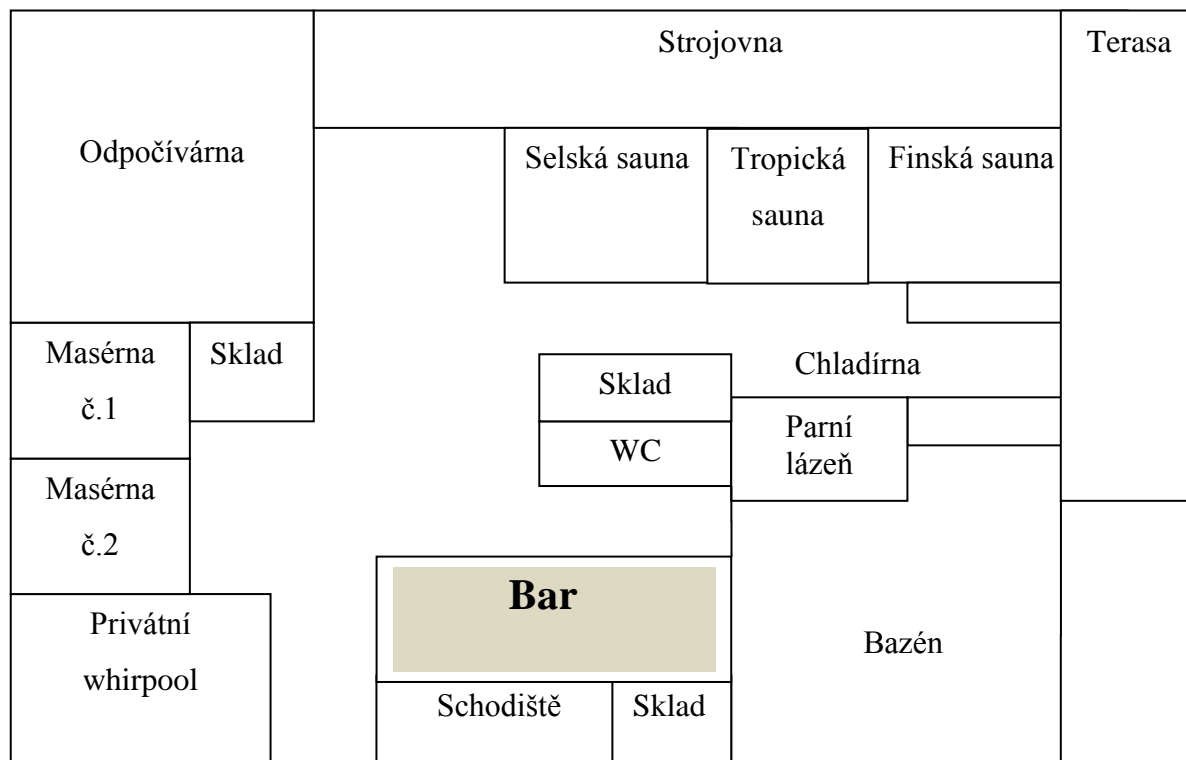 Strojovna
Terasa
Odpočívárna
Selská sauna
Tropická
sauna
Finská sauna
Masérna
č.1
Sklad
Chladírna
Sklad
WC
Parní
lázeň
Masérna
č.2
Bar
Privátní
whirpool
Bazén
Schodiště
Sklad